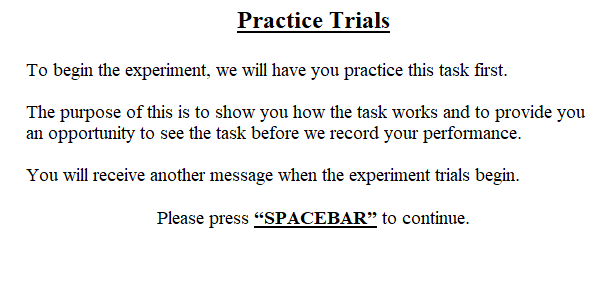 Practice Trials
To begin the experiment, we will have you practice this task first.
The purpose of this is to show you how the task works and to provide you
an opportunity to see the task before we record your performance.
You will receive another message when the experiment trials begin.
Please press “SPACEBAR” to continue.